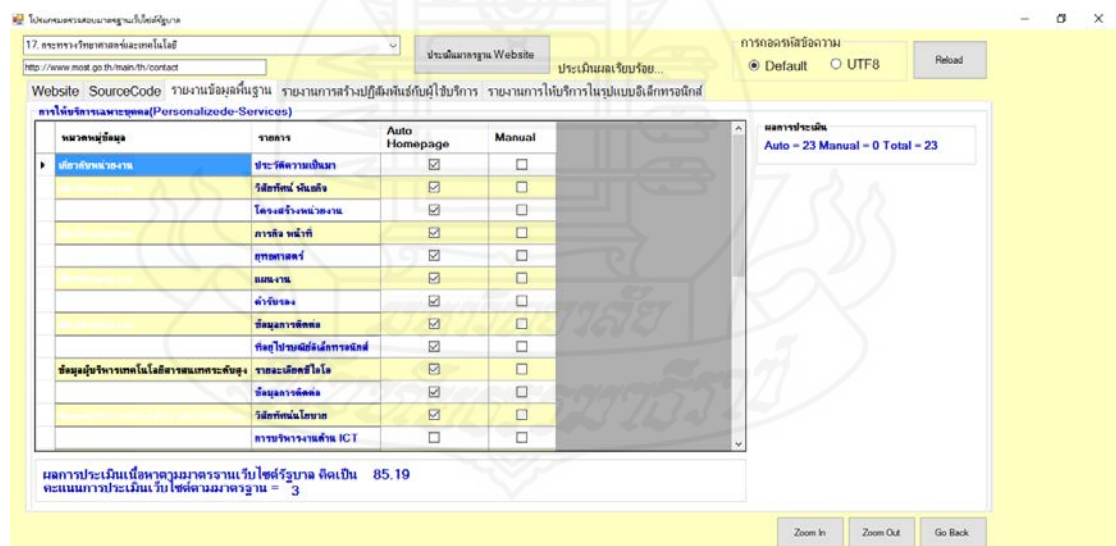 โปรแกรมตรวจสอบมาตรฐานเว็บไซต์รัฐบาล
17. กระทรวงวิทยาศาสตร์และเทคโนโลยี
ประเมินมาตรฐาน Website
การถอดรหัสข้อความ
http://www.most.go.th/main/th/contact
ประเมินผลเรียบร้อย...
Default UTF8
Reload
Website SourceCode รายงานข้อมูลพื้นฐาน รายงานการสร้างปฏิสัมพันธ์กับผู้ใช้บริการ รายงานการให้บริการในรูปแบบอิเล็กทรอนิกส์
การให้บริการเฉพาะบุคคล(Personalizede-Services)
หมวดหมู่ข้อมูล รายการ Auto Homepage Manual
ผลการประเมิน
Auto = 23 Manual = 0 Total = 23
เกี่ยวกับหน่วยงาน ประวัติความเป็นมา
วิสัยทัศน์ พันธกิจ
โครงสร้างหน่วยงาน
ภารกิจ หน้าที่
ยุทธศาสตร์
แผนงาน
คำรับรอง
ข้อมูลการติดต่อ
ที่อยู่ไปรษณีย์อิเล็กทรอนิกส์
ข้อมูลผู้บริหารเทคโนโลยีสารสนเทศระดับสูง รายละเอียดซีไอโอ
ข้อมูลการติดต่อ
วิสัยทัศน์นโยบาย
การบริหารงานด้าน ICT
ผลการประเมินเนื้อหาตามมาตรฐานเว็บไซต์รัฐบาล คิดเป็น 85.19
คะแนนการประเมินเว็บไซต์ตามมาตรฐาน = 3
Zoom In Zoom Out Go Back